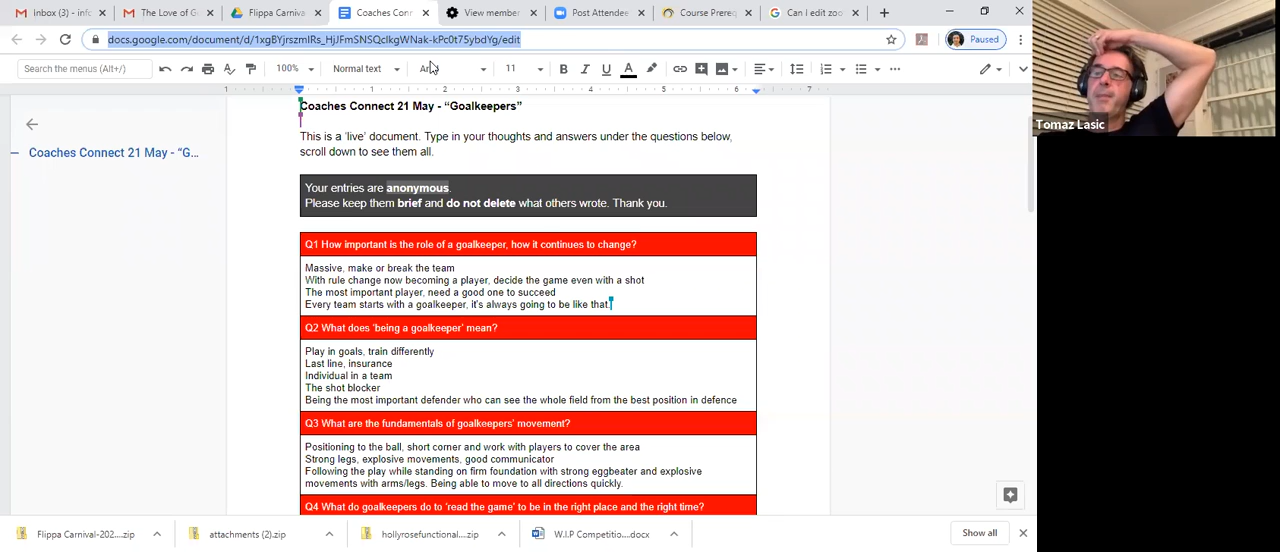 Inbox (3) - info
The Love of G
Flippa Carniva
Coaches Conn
View member
Post Attendee
Course Prereq
Can I edit zoo
docs.google.com/document/d/1xgBYjrszmIRs_HjJFmSNSQclkgWNak-kPc0t75ybdYg/edit
Paused
Search the menus (Alt+/)
100%
Normal text
11
B I U A
1 1 2 3 4 5 6 7
Coaches Connect 21 May - “Goalkeepers”
This is a 'live' document. Type in your thoughts and answers under the questions below,
scroll down to see them all.
Coaches Connect 21 May - “G...
Your entries are anonymous.
Please keep them brief and do not delete what others wrote. Thank you.
Q1 How important is the role of a goalkeeper, how it continues to change?
Massive, make or break the team
With rule change now becoming a player, decide the game even with a shot
The most important player, need a good one to succeed
Every team starts with a goalkeeper, it's always going to be like that.
Q2 What does 'being a goalkeeper' mean?
Play in goals, train differently
Last line, insurance
Individual in a team
The shot blocker
Being the most important defender who can see the whole field from the best position in defence
Q3 What are the fundamentals of goalkeepers' movement?
Positioning to the ball, short corner and work with players to cover the area
Strong legs, explosive movements, good communicator
Following the play while standing on firm foundation with strong eggbeater and explosive
movements with arms/legs. Being able to move to all directions quickly.
Q4 What do goalkeepers do to 'read the game' to be in the right place and the right time?
Flippa Carnival-202....zip
attachments (2).zip
hollyrosefunctional....zip
W.I.P Competitio....docx
Show all
Tomaz Lasic